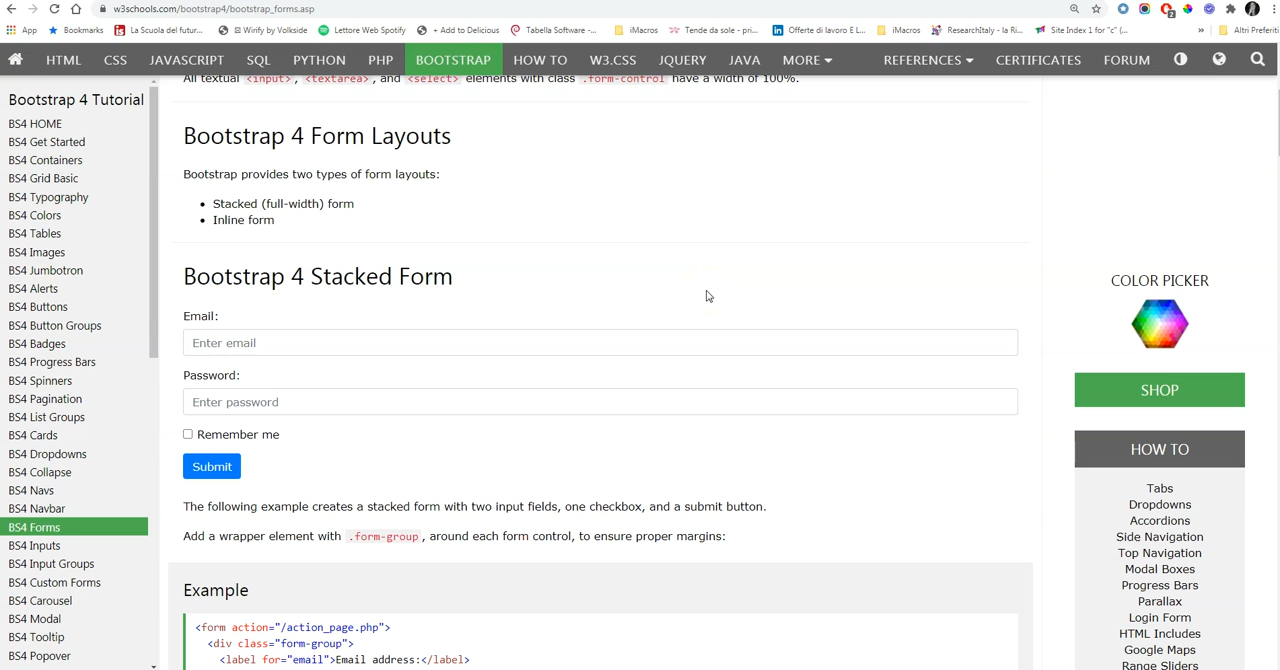 w3schools.com/bootstrap4/bootstrap_forms.asp
App Bookmarks La Scuola del futur... Wirify by Volkside Lettore Web Spotify + Add to Delicious Tabella Software -... iMacros Tende da sole - pri... Offerte di lavoro E L... iMacros ResearchItaly - la Ri... Site Index 1 for "c" (... » Altri Preferiti
HTML CSS JAVASCRIPT SQL PYTHON PHP BOOTSTRAP HOW TO W3.CSS JQUERY JAVA MORE REFERENCES CERTIFICATES FORUM
Bootstrap 4 Tutorial
BS4 HOME
BS4 Get Started
BS4 Containers
BS4 Grid Basic
BS4 Typography
BS4 Colors
BS4 Tables
BS4 Images
BS4 Jumbotron
BS4 Alerts
BS4 Buttons
BS4 Button Groups
BS4 Badges
BS4 Progress Bars
BS4 Spinners
BS4 Pagination
BS4 List Groups
BS4 Cards
BS4 Dropdowns
BS4 Collapse
BS4 Navs
BS4 Navbar
BS4 Forms
BS4 Inputs
BS4 Input Groups
BS4 Custom Forms
BS4 Carousel
BS4 Modal
BS4 Tooltip
BS4 Popover
All textual <input>, <textarea>, and <select> elements with class .form-control have a width of 100%.
Bootstrap 4 Form Layouts
Bootstrap provides two types of form layouts:
• Stacked (full-width) form
• Inline form
Bootstrap 4 Stacked Form
Email:
Enter email
Password:
Enter password
Remember me
Submit
The following example creates a stacked form with two input fields, one checkbox, and a submit button.
Add a wrapper element with .form-group, around each form control, to ensure proper margins:
Example
<form action="/action_page.php">
<div class="form-group">
<label for="email">Email address:</label>
COLOR PICKER
SHOP
HOW TO
Tabs
Dropdowns
Accordions
Side Navigation
Top Navigation
Modal Boxes
Progress Bars
Parallax
Login Form
HTML Includes
Google Maps
Range Sliders